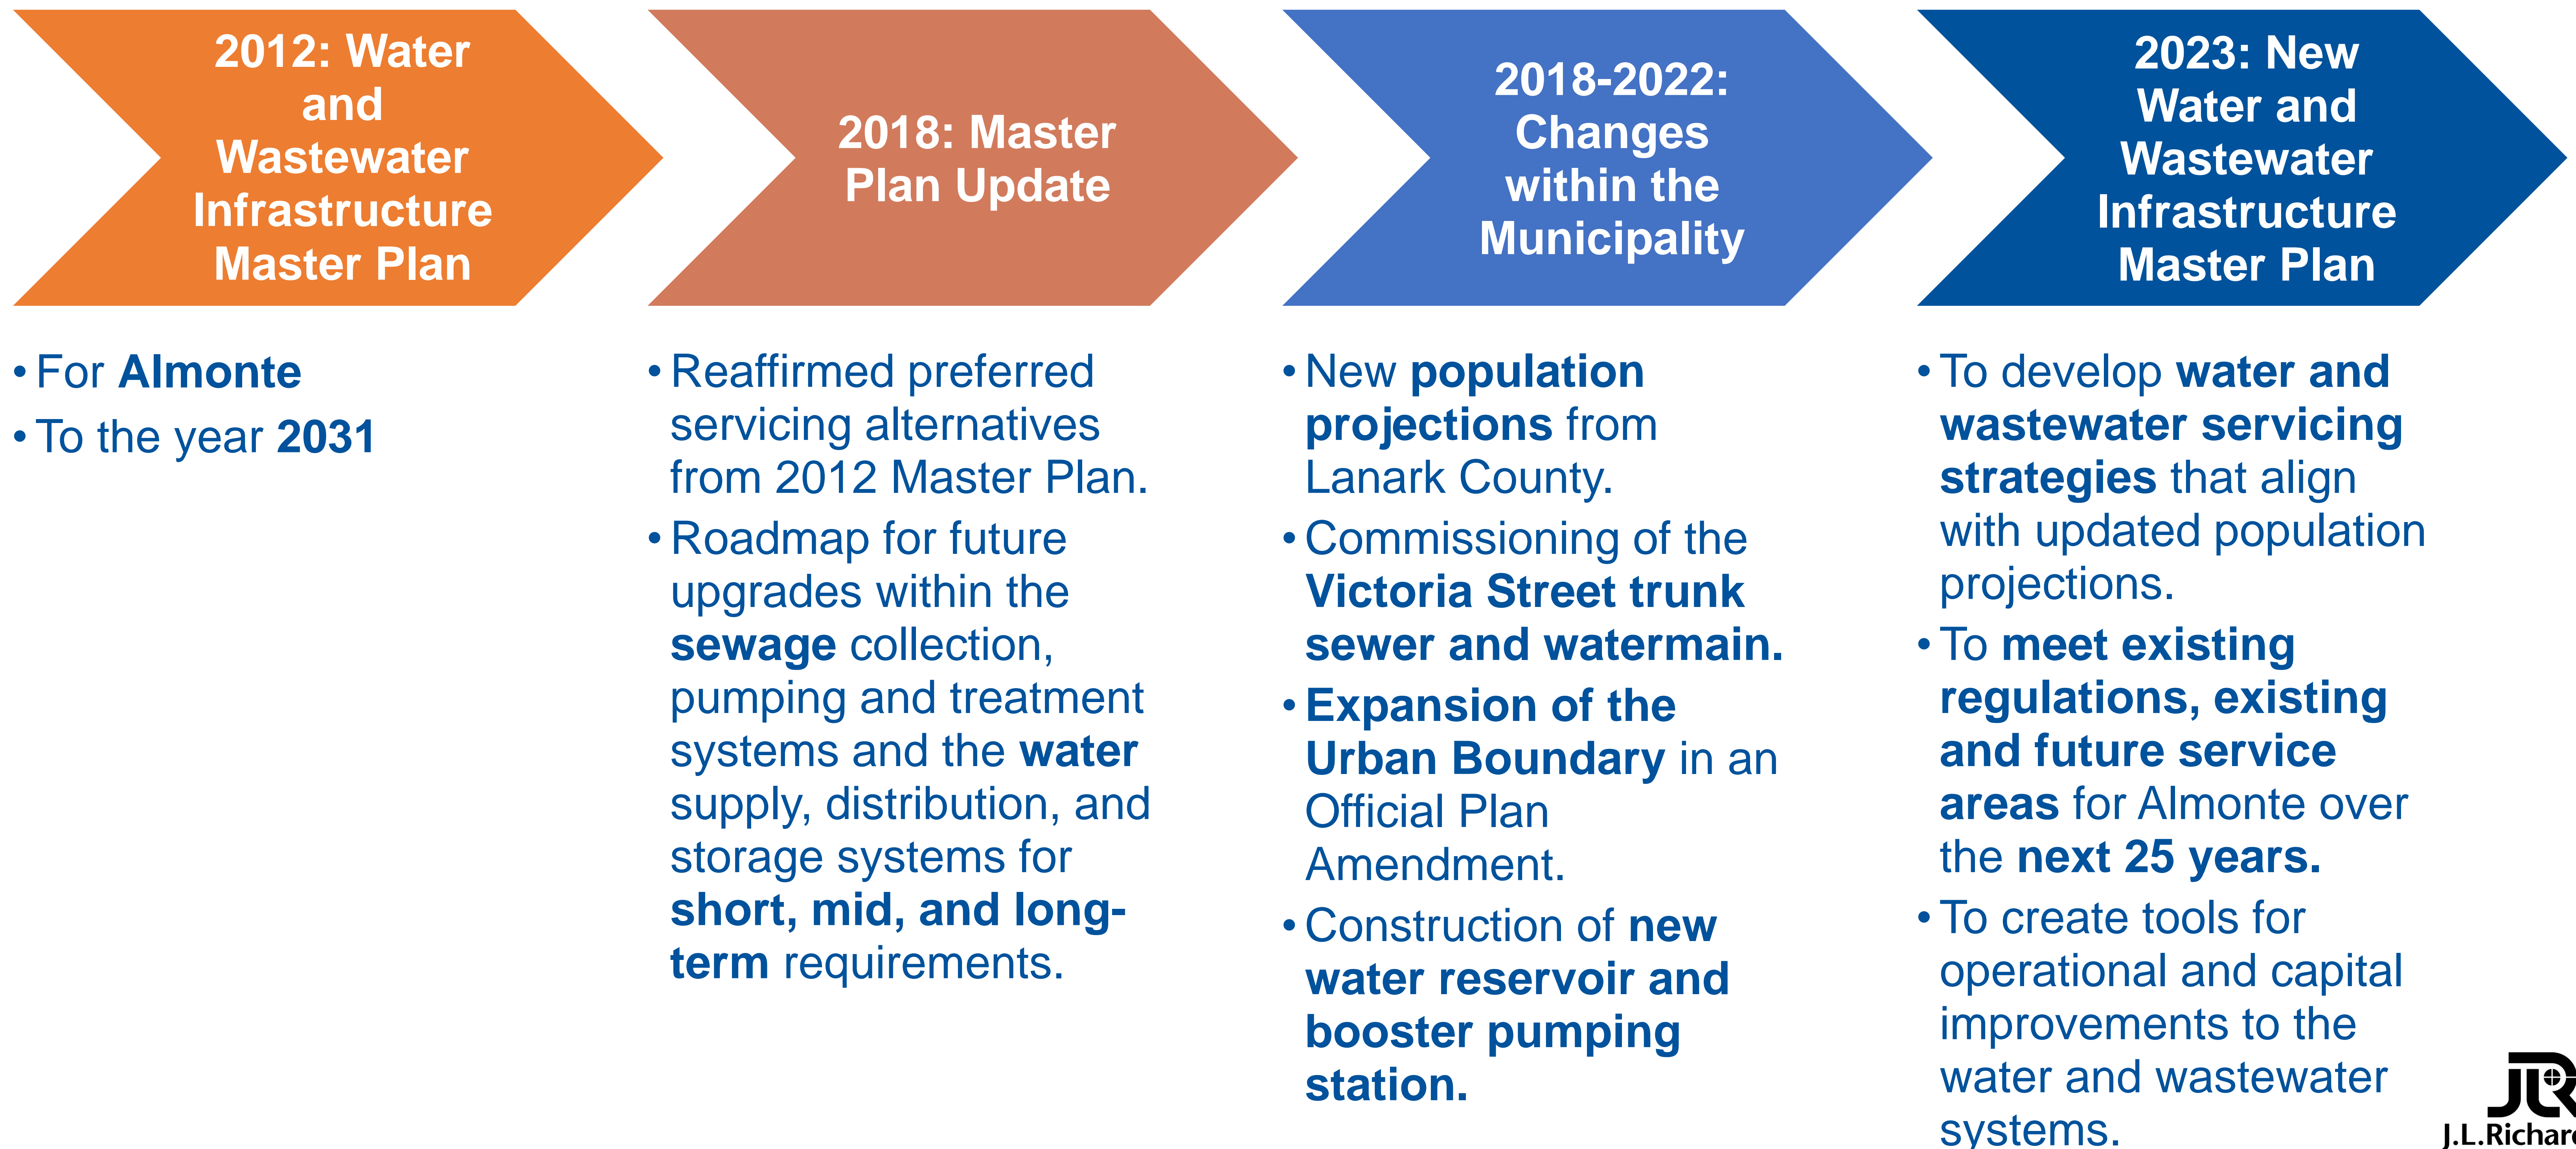 2012: Water
and
Wastewater
Infrastructure
Master Plan
• For Almonte
• To the year 2031
2018: Master
Plan Update
• Reaffirmed preferred
servicing alternatives
from 2012 Master Plan.
• Roadmap for future
upgrades within the
sewage collection,
pumping and treatment
systems and the water
supply, distribution, and
storage systems for
short, mid, and long-
term requirements.
2018-2022:
Changes
within the
Municipality
• New population
projections from
Lanark County.
• Commissioning of the
Victoria Street trunk
sewer and watermain.
• Expansion of the
Urban Boundary in an
Official Plan
Amendment.
• Construction of new
water reservoir and
booster pumping
station.
2023: New
Water and
Wastewater
Infrastructure
Master Plan
• To develop water and
wastewater servicing
strategies that align
with updated population
projections.
• To meet existing
regulations, existing
and future service
areas for Almonte over
the next 25 years.
• To create tools for
operational and capital
improvements to the
water and wastewater
systems.
JLR